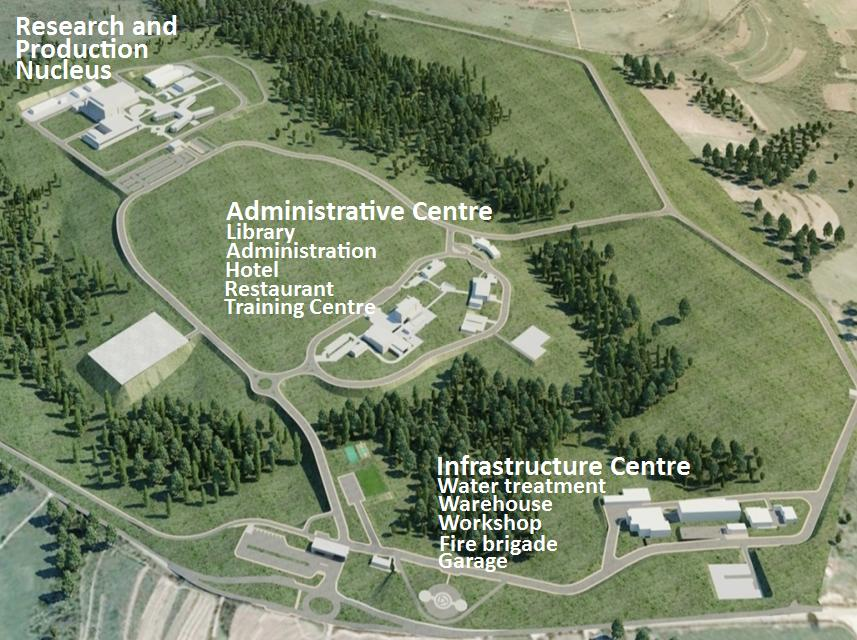 Research and
Production
Nucleus
Administrative Centre
Library
Administration
Hotel
Restaurant
Training Centre
Infrastructure Centre
Water treatment
Warehouse
Workshop
Fire brigade
Garage